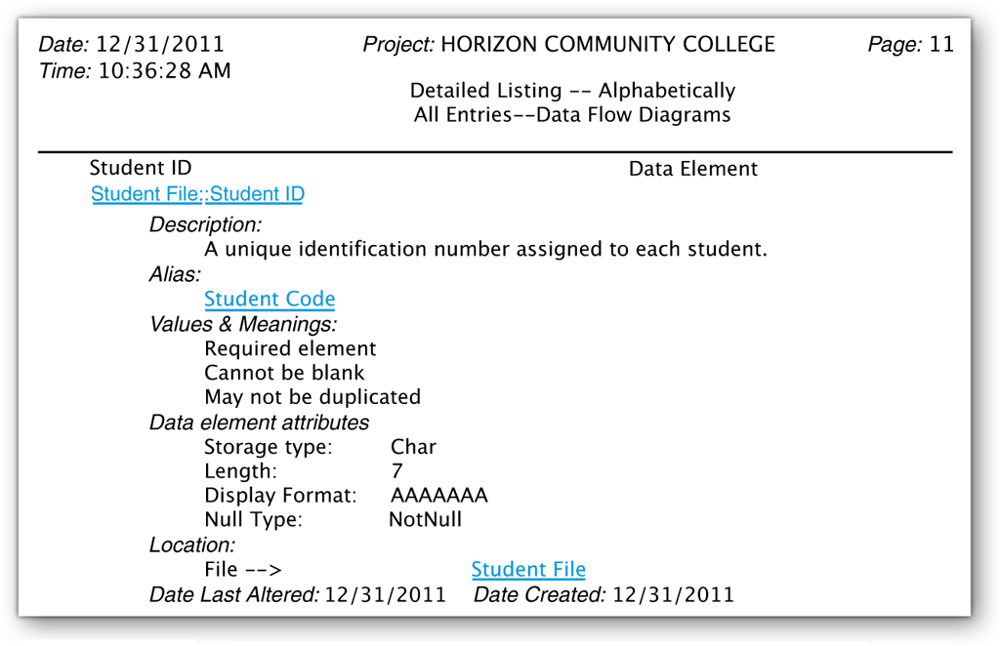 Date: 12/31/2011 Project: HORIZON COMMUNITY COLLEGE Page: 11
Time: 10:36:28 AM
Detailed Listing -- Alphabetically
All Entries--Data Flow Diagrams
Student ID Data Element
Student File::Student ID
Description:
A unique identification number assigned to each student.
Alias:
Student Code
Values & Meanings:
Required element
Cannot be blank
May not be duplicated
Data element attributes
Storage type: Char
Length: 7
Display Format: AAAAAAA
Null Type: NotNull
Location:
File --> Student File
Date Last Altered: 12/31/2011 Date Created: 12/31/2011